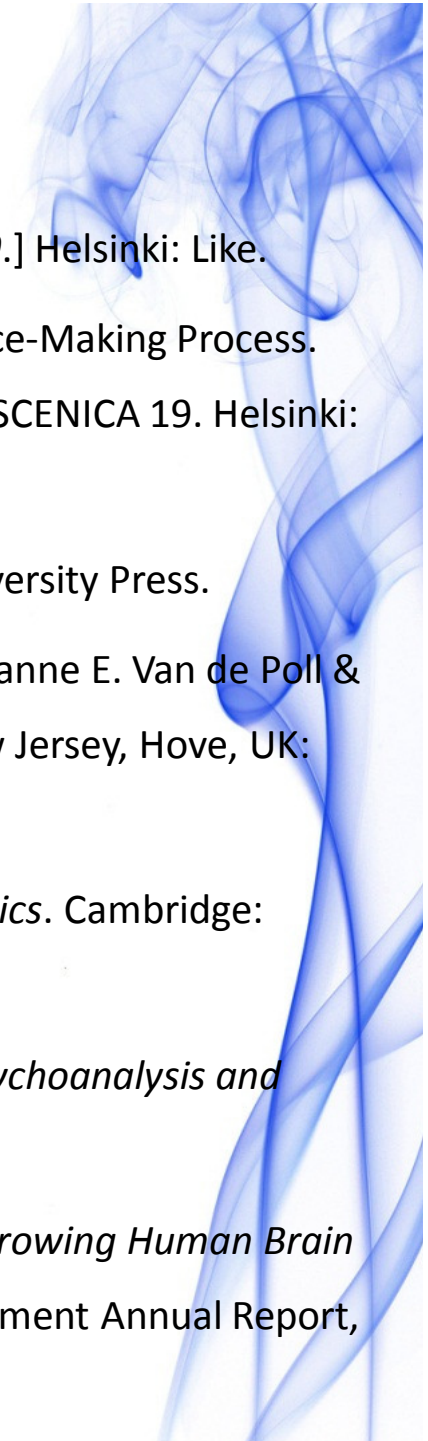 .] Helsinki: Like.
ce-Making Process.
SCENICA 19. Helsinki:
versity Press.
anne E. Van de Poll &
Jersey, Hove, UK:
ics. Cambridge:
ychoanalysis and
rowing Human Brain
ment Annual Report,